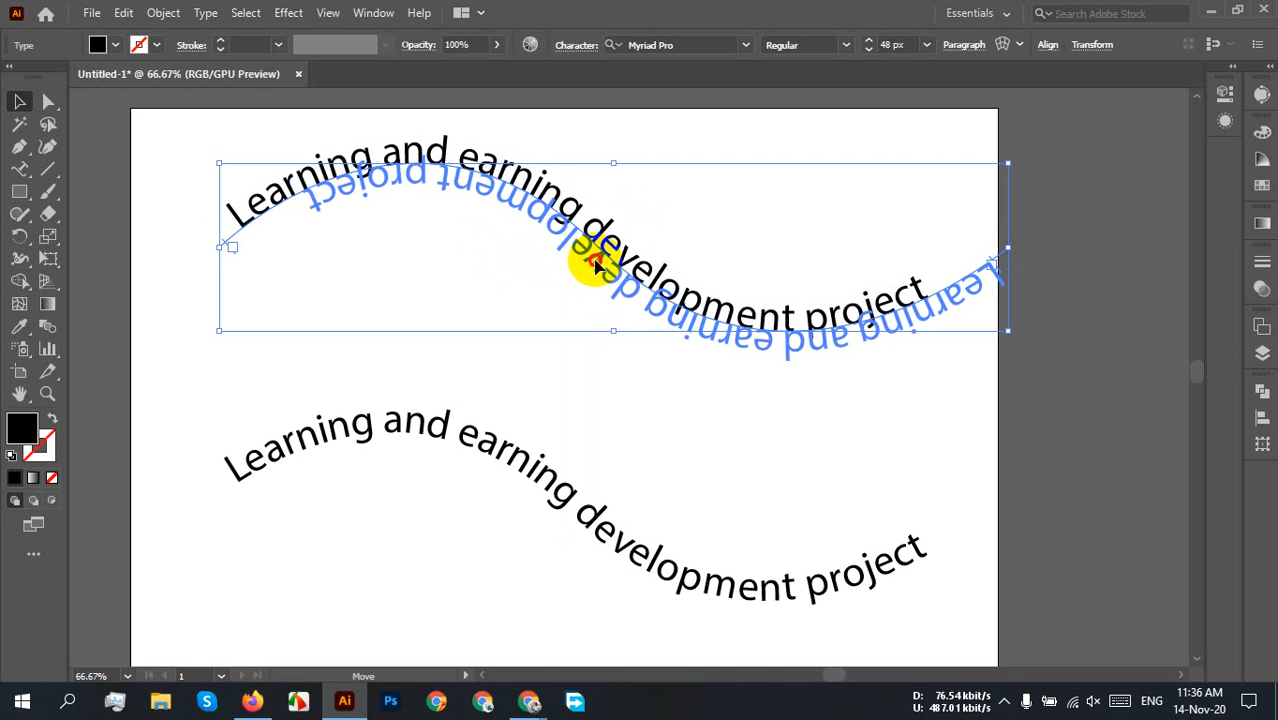 Ai File Edit Object Type Select Effect View Window Help Essentials Search Adobe Stock
Type Stroke: Opacity: 100% Character: Myriad Pro Regular 48 px Paragraph Align Transform
Untitled-1* @ 66.67% (RGB/GPU Preview)
Learning and earning development project
Learning and earning development project
Learning and earning development project
66.67% 1 Move
Ai Ps D: 76.54 kbit/s ENG 11:36 AM
U: 487.01 kbit/s 14-Nov-20